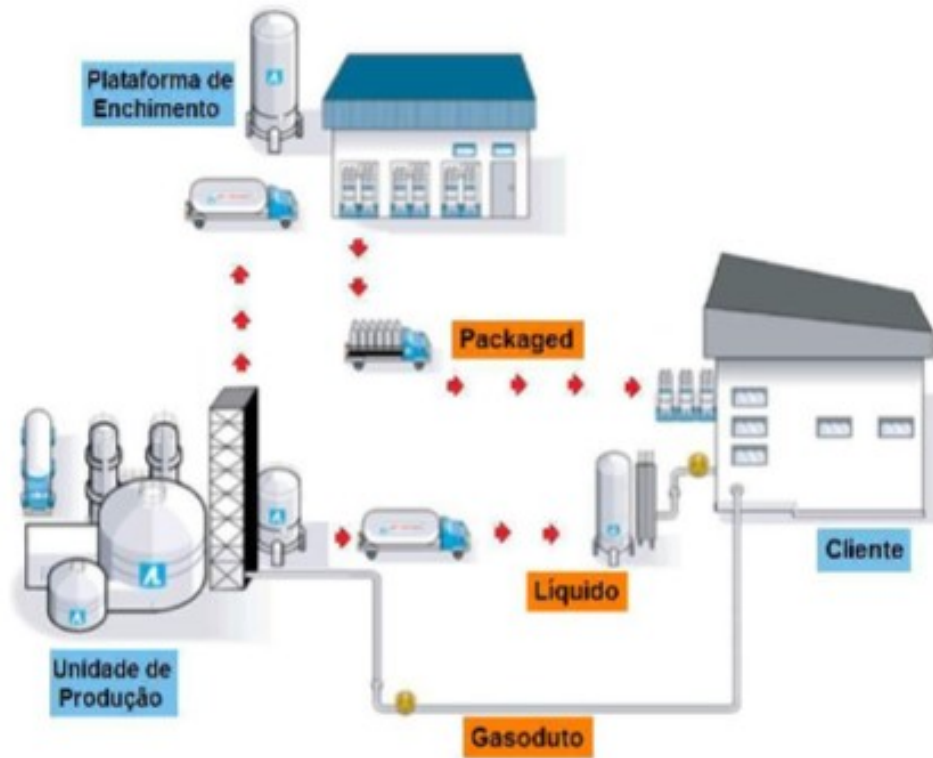 Plataforma de
Enchimento
Packaged
Líquido
Cliente
Unidade de
Produção
Gasoduto